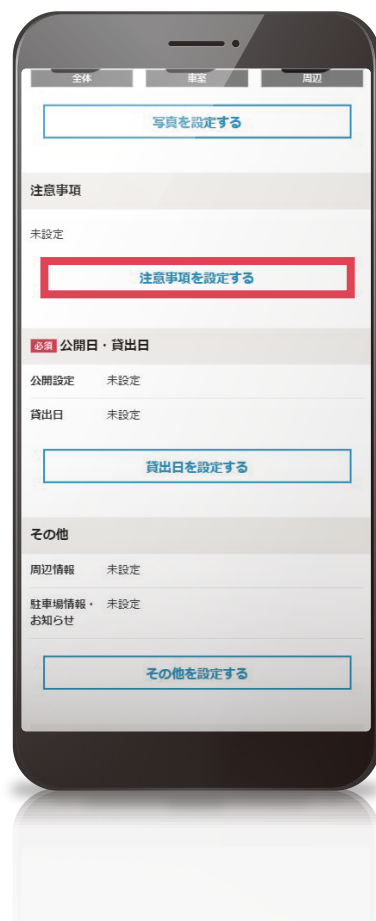 全体 車室 周辺
写真を設定する
注意事項
未設定
注意事項を設定する
必須 公開日・貸出日
公開設定 未設定
貸出日 未設定
貸出日を設定する
その他
周辺情報 未設定
駐車場情報・ 未設定
お知らせ
その他を設定する